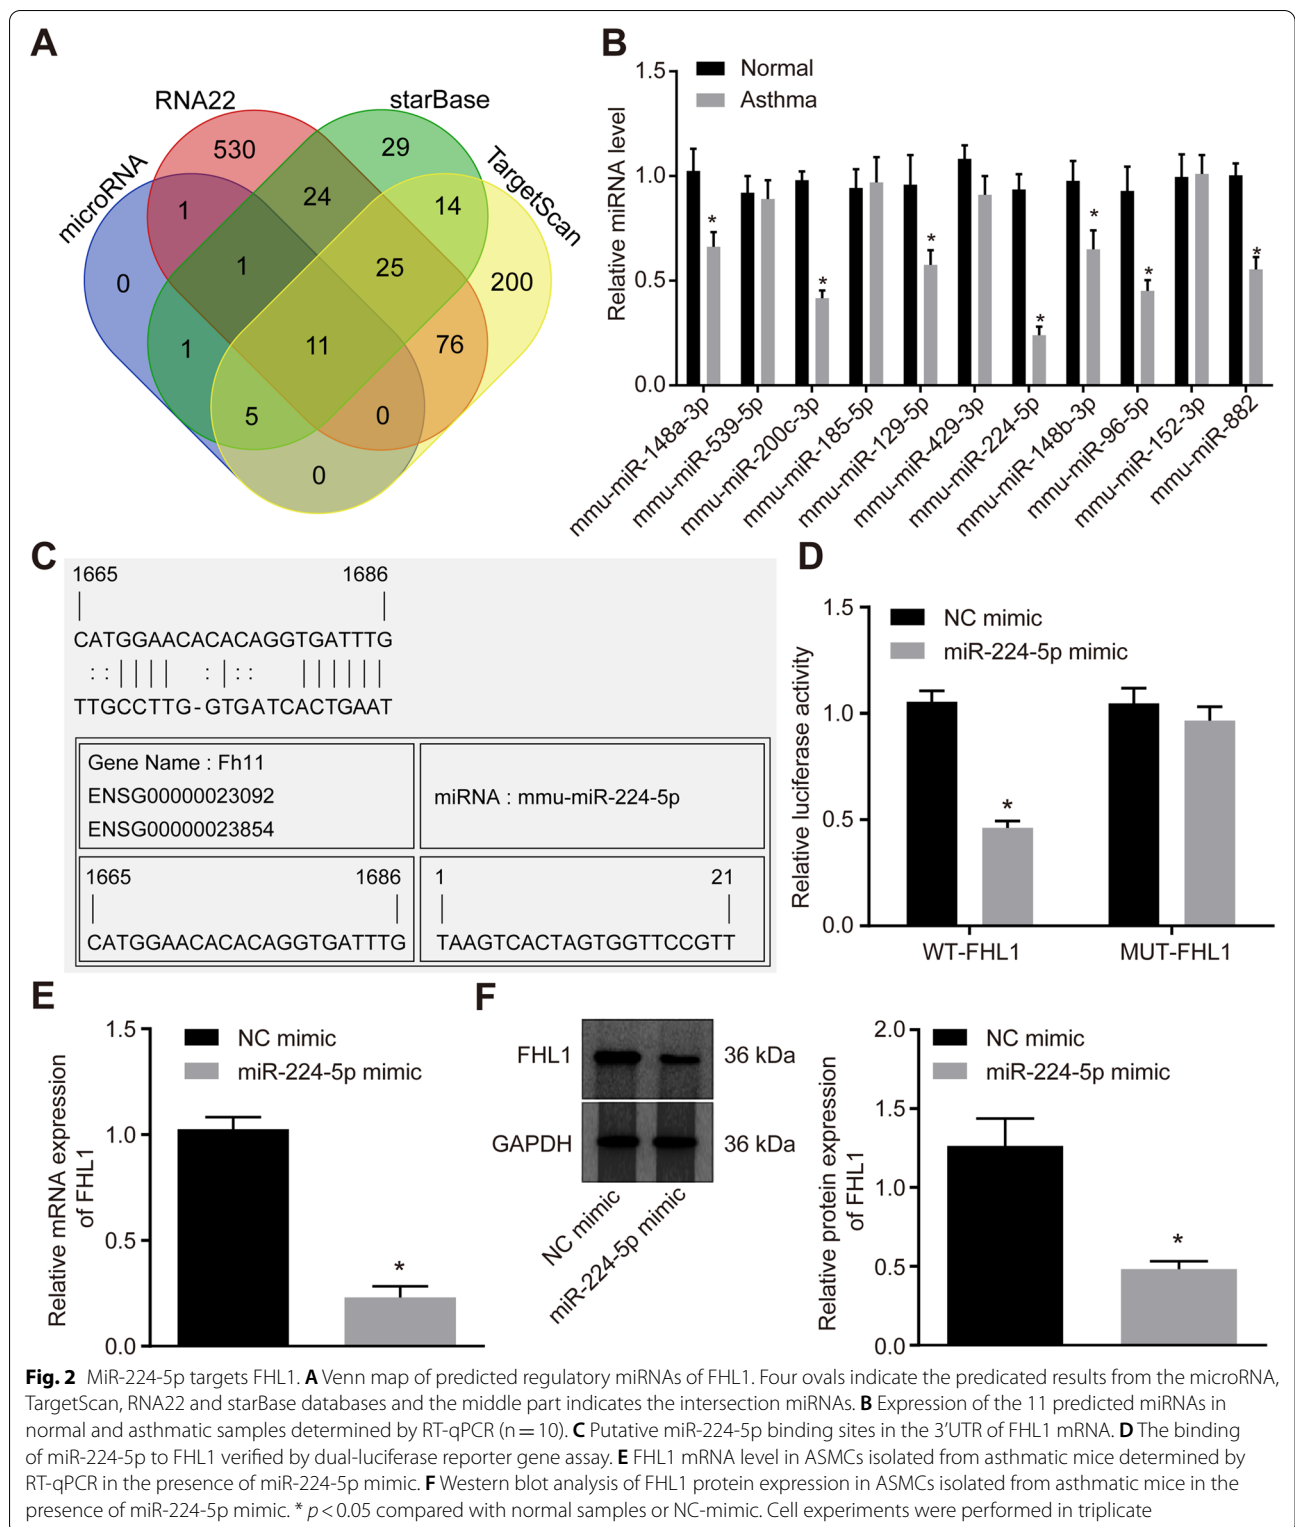 A
RNA22
starBase
microRNA
TargetScan
530
29
1
24
14
0
1
25
200
1
11
76
5
0
0
B
Normal
Asthma
Relative miRNA level
1.5
1.0
0.5
0.0
*
*
*
*
*
*
*
mmu-miR-148a-3p
mmu-miR-539-5p
mmu-miR-200c-3p
mmu-miR-185-5p
mmu-miR-129-5p
mmu-miR-429-3p
mmu-miR-224-5p
mmu-miR-148b-3p
mmu-miR-96-5p
mmu-miR-152-3p
mmu-miR-882
C
1665 1686
CATGGAACACACAGGTGATTTG
TTGCCTTG-GTGATCACTGAAT
Gene Name : Fh11
ENSG00000023092
ENSG00000023854
miRNA : mmu-miR-224-5p
1665 1686
CATGGAACACACAGGTGATTTG
1 21
TAAGTCACTAGTGGTTCCGTT
D
NC mimic
miR-224-5p mimic
Relative luciferase activity
1.5
1.0
0.5
0.0
*
WT-FHL1 MUT-FHL1
E
NC mimic
miR-224-5p mimic
Relative mRNA expression
of FHL1
1.5
1.0
0.5
0.0
*
F
FHL1 36 kDa
GAPDH 36 kDa
NC mimic
miR-224-5p mimic
NC mimic
miR-224-5p mimic
Relative protein expression
of FHL1
2.0
1.5
1.0
0.5
0.0
*
Fig. 2 MiR-224-5p targets FHL1. A Venn map of predicted regulatory miRNAs of FHL1. Four ovals indicate the predicated results from the microRNA,
TargetScan, RNA22 and starBase databases and the middle part indicates the intersection miRNAs. B Expression of the 11 predicted miRNAs in
normal and asthmatic samples determined by RT-qPCR (n = 10). C Putative miR-224-5p binding sites in the 3'UTR of FHL1 mRNA. D The binding
of miR-224-5p to FHL1 verified by dual-luciferase reporter gene assay. E FHL1 mRNA level in ASMCs isolated from asthmatic mice determined by
RT-qPCR in the presence of miR-224-5p mimic. F Western blot analysis of FHL1 protein expression in ASMCs isolated from asthmatic mice in the
presence of miR-224-5p mimic. * p < 0.05 compared with normal samples or NC-mimic. Cell experiments were performed in triplicate